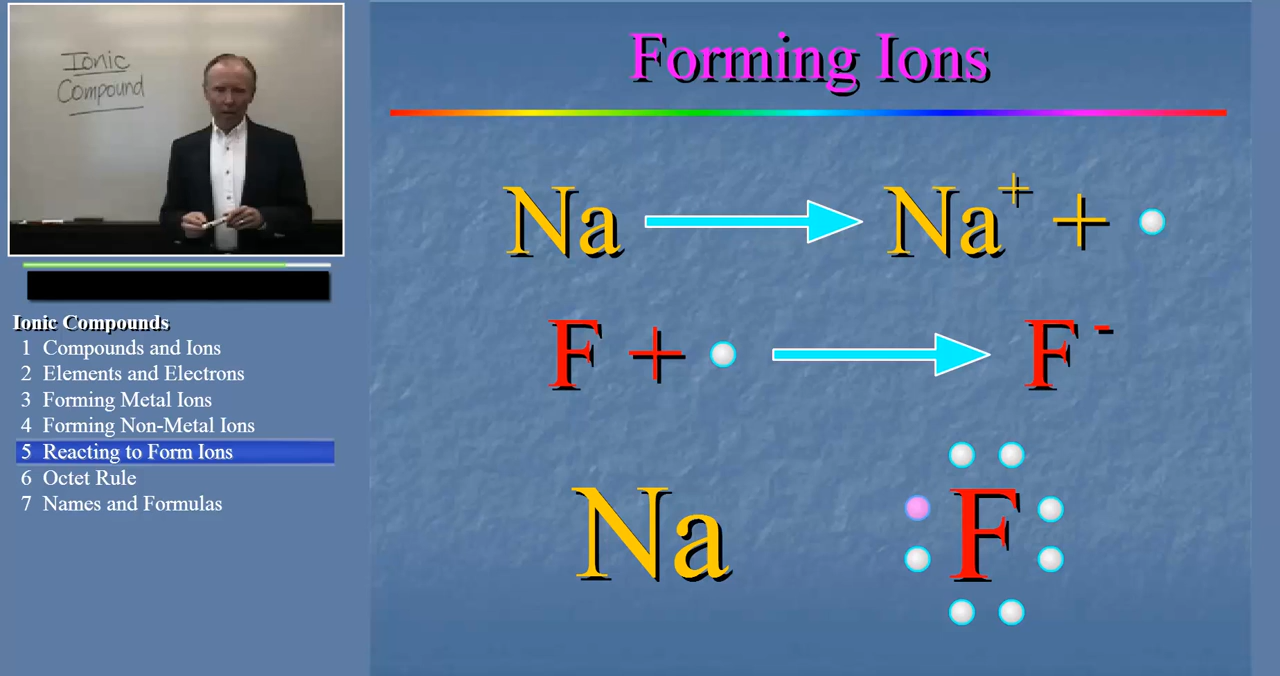 Ionic
Compound
Ionic Compounds
1 Compounds and Ions
2 Elements and Electrons
3 Forming Metal Ions
4 Forming Non-Metal Ions
5 Reacting to Form Ions
6 Octet Rule
7 Names and Formulas
Forming Ions
Na → Na⁺ + •
F + • → F⁻
Na F